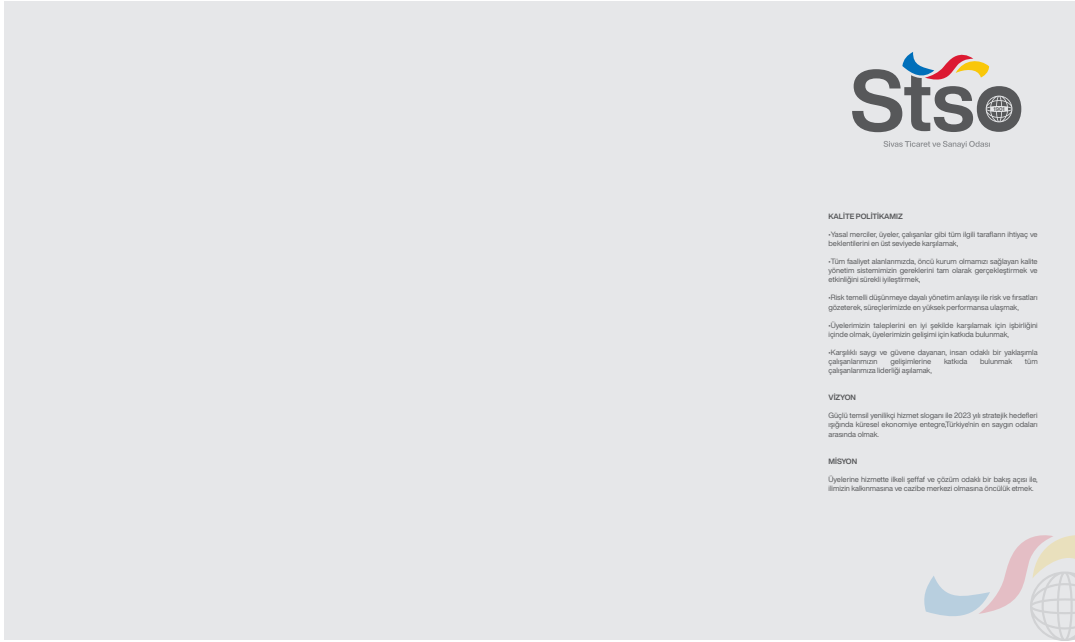 Stso
1901
Sivas Ticaret ve Sanayi Odası
KALİTE POLİTİKAMIZ
•Yasal merciler, üyeler, çalışanlar gibi tüm ilgili tarafların ihtiyaç ve
beklentilerini en üst seviyede karşılamak,
•Tüm faaliyet alanlarımızda, öncü kurum olmamızı sağlayan kalite
yönetim sistemimizin gereklerini tam olarak gerçekleştirmek ve
etkinliğini sürekli iyileştirmek,
•Risk temelli düşünmeye dayalı yönetim anlayışı ile risk ve fırsatları
gözeterek, süreçlerimizde en yüksek performansa ulaşmak,
•Üyelerimizin taleplerini en iyi şekilde karşılamak için işbirliğini
içinde olmak, üyelerimizin gelişimi için katkıda bulunmak,
•Karşılıklı saygı ve güvene dayanan, insan odaklı bir yaklaşımla
çalışanlarımızın gelişimlerine katkıda bulunmak tüm
çalışanlarımıza liderliği aşılamak,
VİZYON
Güçlü temsil yenilikçi hizmet sloganı ile 2023 yılı stratejik hedefleri
ışığında küresel ekonomiye entegre,Türkiye'nin en saygın odaları
arasında olmak.
MİSYON
Üyelerine hizmette ilkeli şeffaf ve çözüm odaklı bir bakış açısı ile,
ilimizin kalkınmasına ve cazibe merkezi olmasına öncülük etmek.